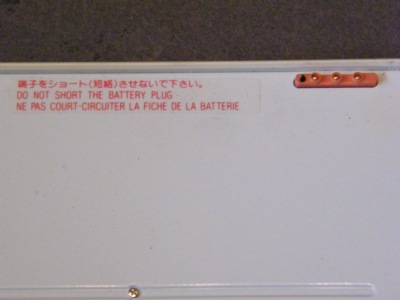 端子をショート(短絡)させないで下さい。
DO NOT SHORT THE BATTERY PLUG
NE PAS COURT-CIRCUITER LA FICHE DE LA BATTERIE